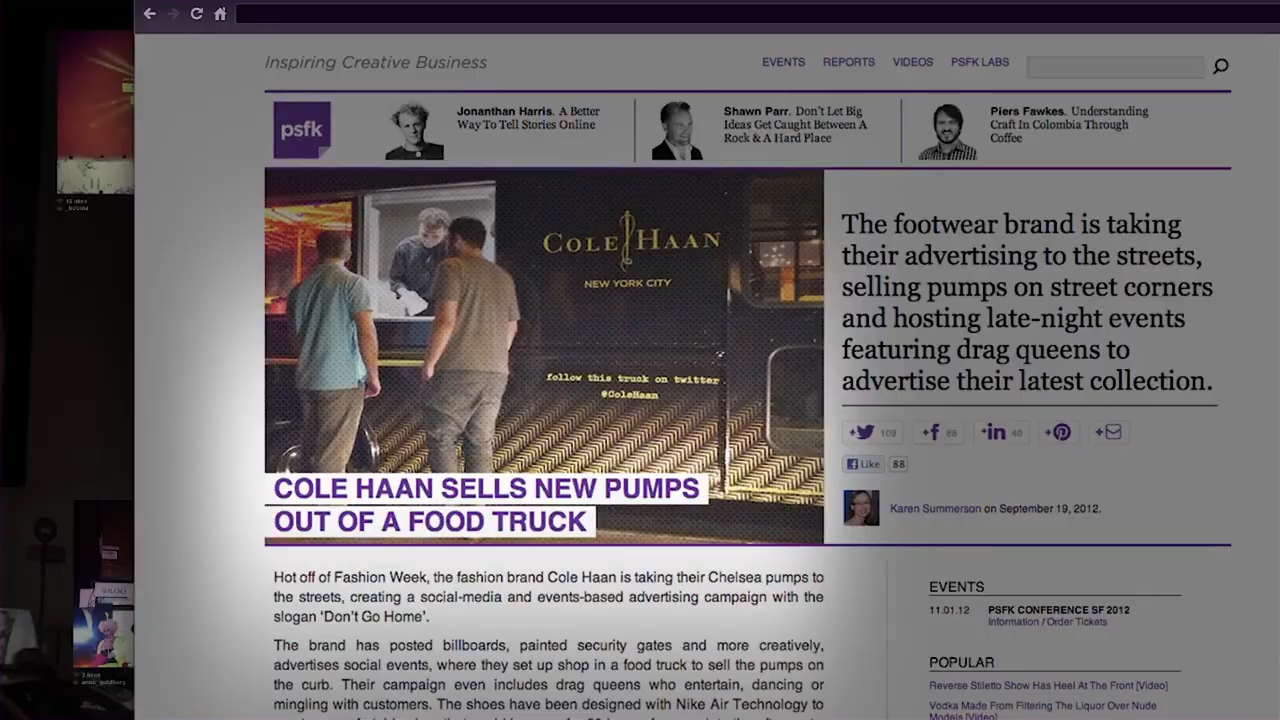 Inspiring Creative Business
EVENTS REPORTS VIDEOS PSFK LABS
psfk
Jonanthan Harris. A Better
Way To Tell Stories Online
Shawn Parr. Don't Let Big
Ideas Get Caught Between A
Rock & A Hard Place
Piers Fawkes. Understanding
Craft In Colombia Through
Coffee
COLE HAAN
NEW YORK CITY
follow this truck on twitter
@ColeHaan
COLE HAAN SELLS NEW PUMPS
OUT OF A FOOD TRUCK
The footwear brand is taking
their advertising to the streets,
selling pumps on street corners
and hosting late-night events
featuring drag queens to
advertise their latest collection.
+ 109 +f 88 +in 40 + +
Like 88
Karen Summerson on September 19, 2012.
Hot off of Fashion Week, the fashion brand Cole Haan is taking their Chelsea pumps to
the streets, creating a social-media and events-based advertising campaign with the
slogan 'Don't Go Home'.
The brand has posted billboards, painted security gates and more creatively,
advertises social events, where they set up shop in a food truck to sell the pumps on
the curb. Their campaign even includes drag queens who entertain, dancing or
mingling with customers. The shoes have been designed with Nike Air Technology to
EVENTS
11.01.12 PSFK CONFERENCE SF 2012
Information / Order Tickets
POPULAR
Reverse Stiletto Show Has Heel At The Front [Video]
Vodka Made From Filtering The Liquor Over Nude
Models [Video]
15 likes
2 likes